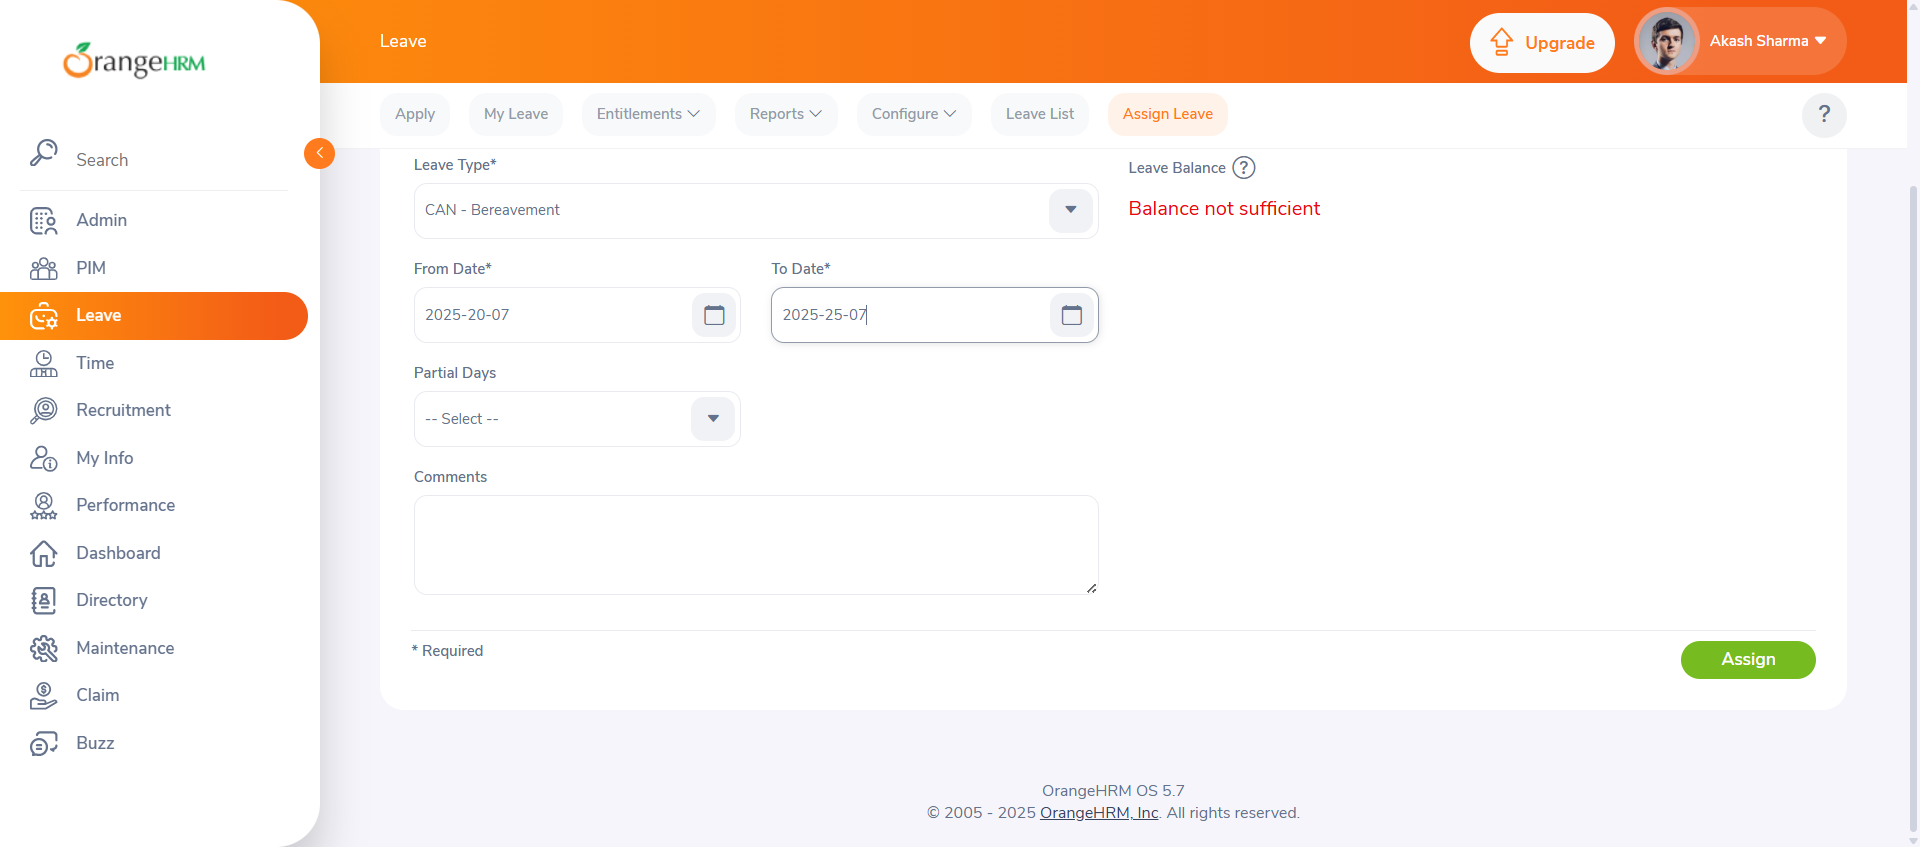 OrangeHRM
Search
Admin
PIM
Leave
Time
Recruitment
My Info
Performance
Dashboard
Directory
Maintenance
Claim
Buzz
Leave
Upgrade
Akash Sharma
Apply
My Leave
Entitlements
Reports
Configure
Leave List
Assign Leave
?
Leave Type*
CAN - Bereavement
Leave Balance ?
Balance not sufficient
From Date*
2025-20-07
To Date*
2025-25-07
Partial Days
-- Select --
Comments
* Required
Assign
OrangeHRM OS 5.7
© 2005 - 2025 OrangeHRM, Inc. All rights reserved.